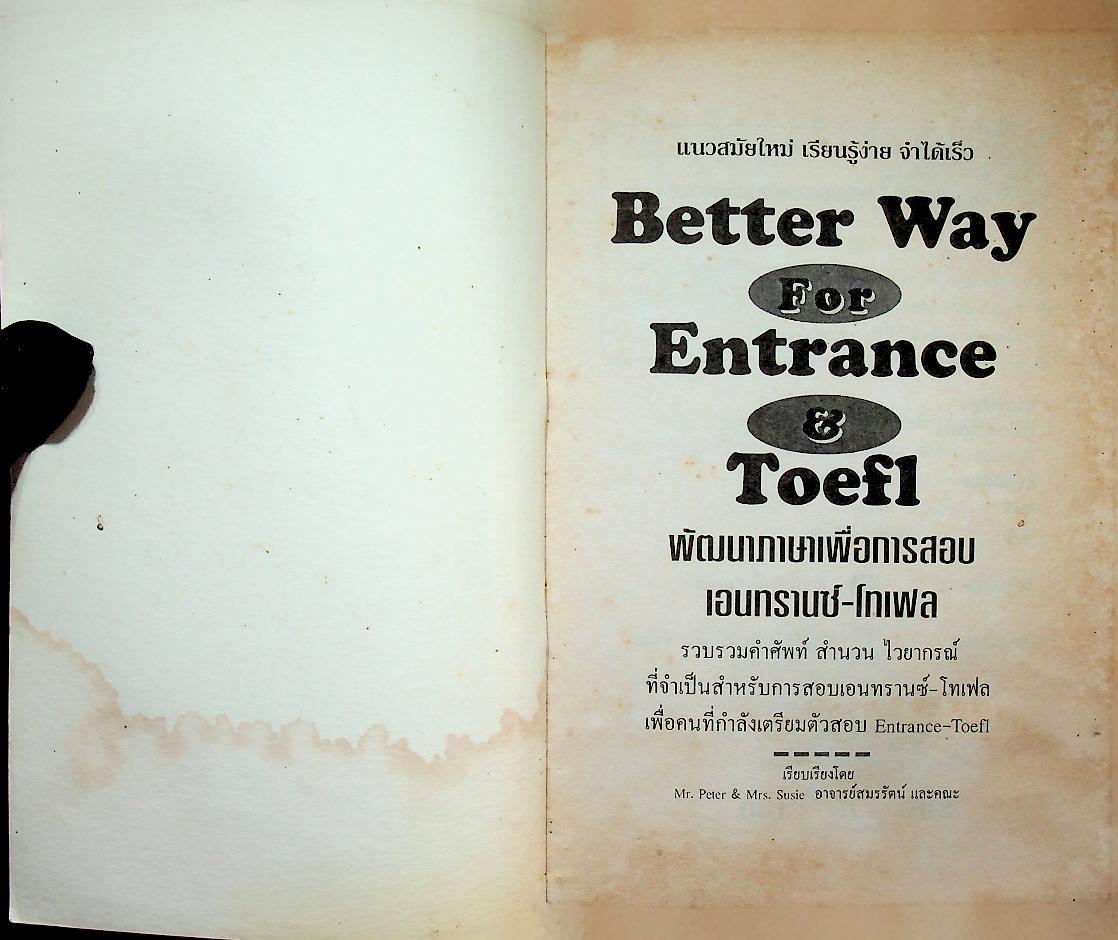 แนวสมัยใหม่ เรียนรู้ง่าย จำได้เร็ว
Better Way
For
Entrance
&
Toefl
พัฒนาภาษาเพื่อการสอบ
เอนทรานซ์-โทเฟล
รวบรวมคำศัพท์ สำนวน ไวยากรณ์
ที่จำเป็นสำหรับการสอบเอนทรานซ์-โทเฟล
เพื่อคนที่กำลังเตรียมตัวสอบ Entrance-Toefl
เรียบเรียงโดย
Mr. Peter & Mrs. Susie อาจารย์สมรรัตน์ และคณะ